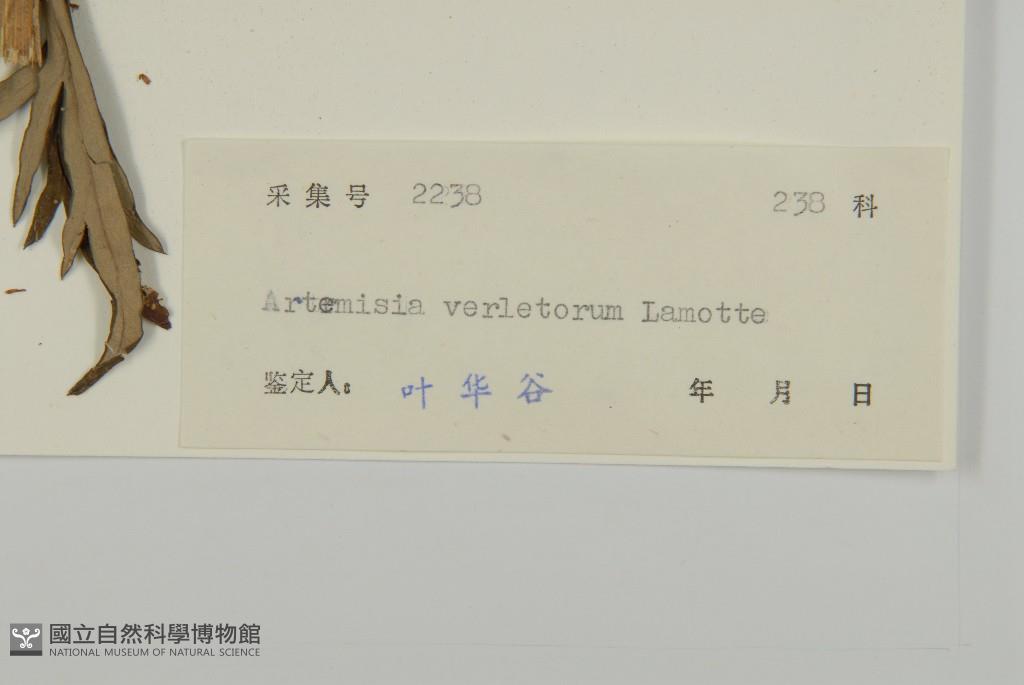 采集号 2238 238 科
Artemisia verletorum Lamotte
鉴定人: 叶华谷 年 月 日
國立自然科學博物館
NATIONAL MUSEUM OF NATURAL SCIENCE